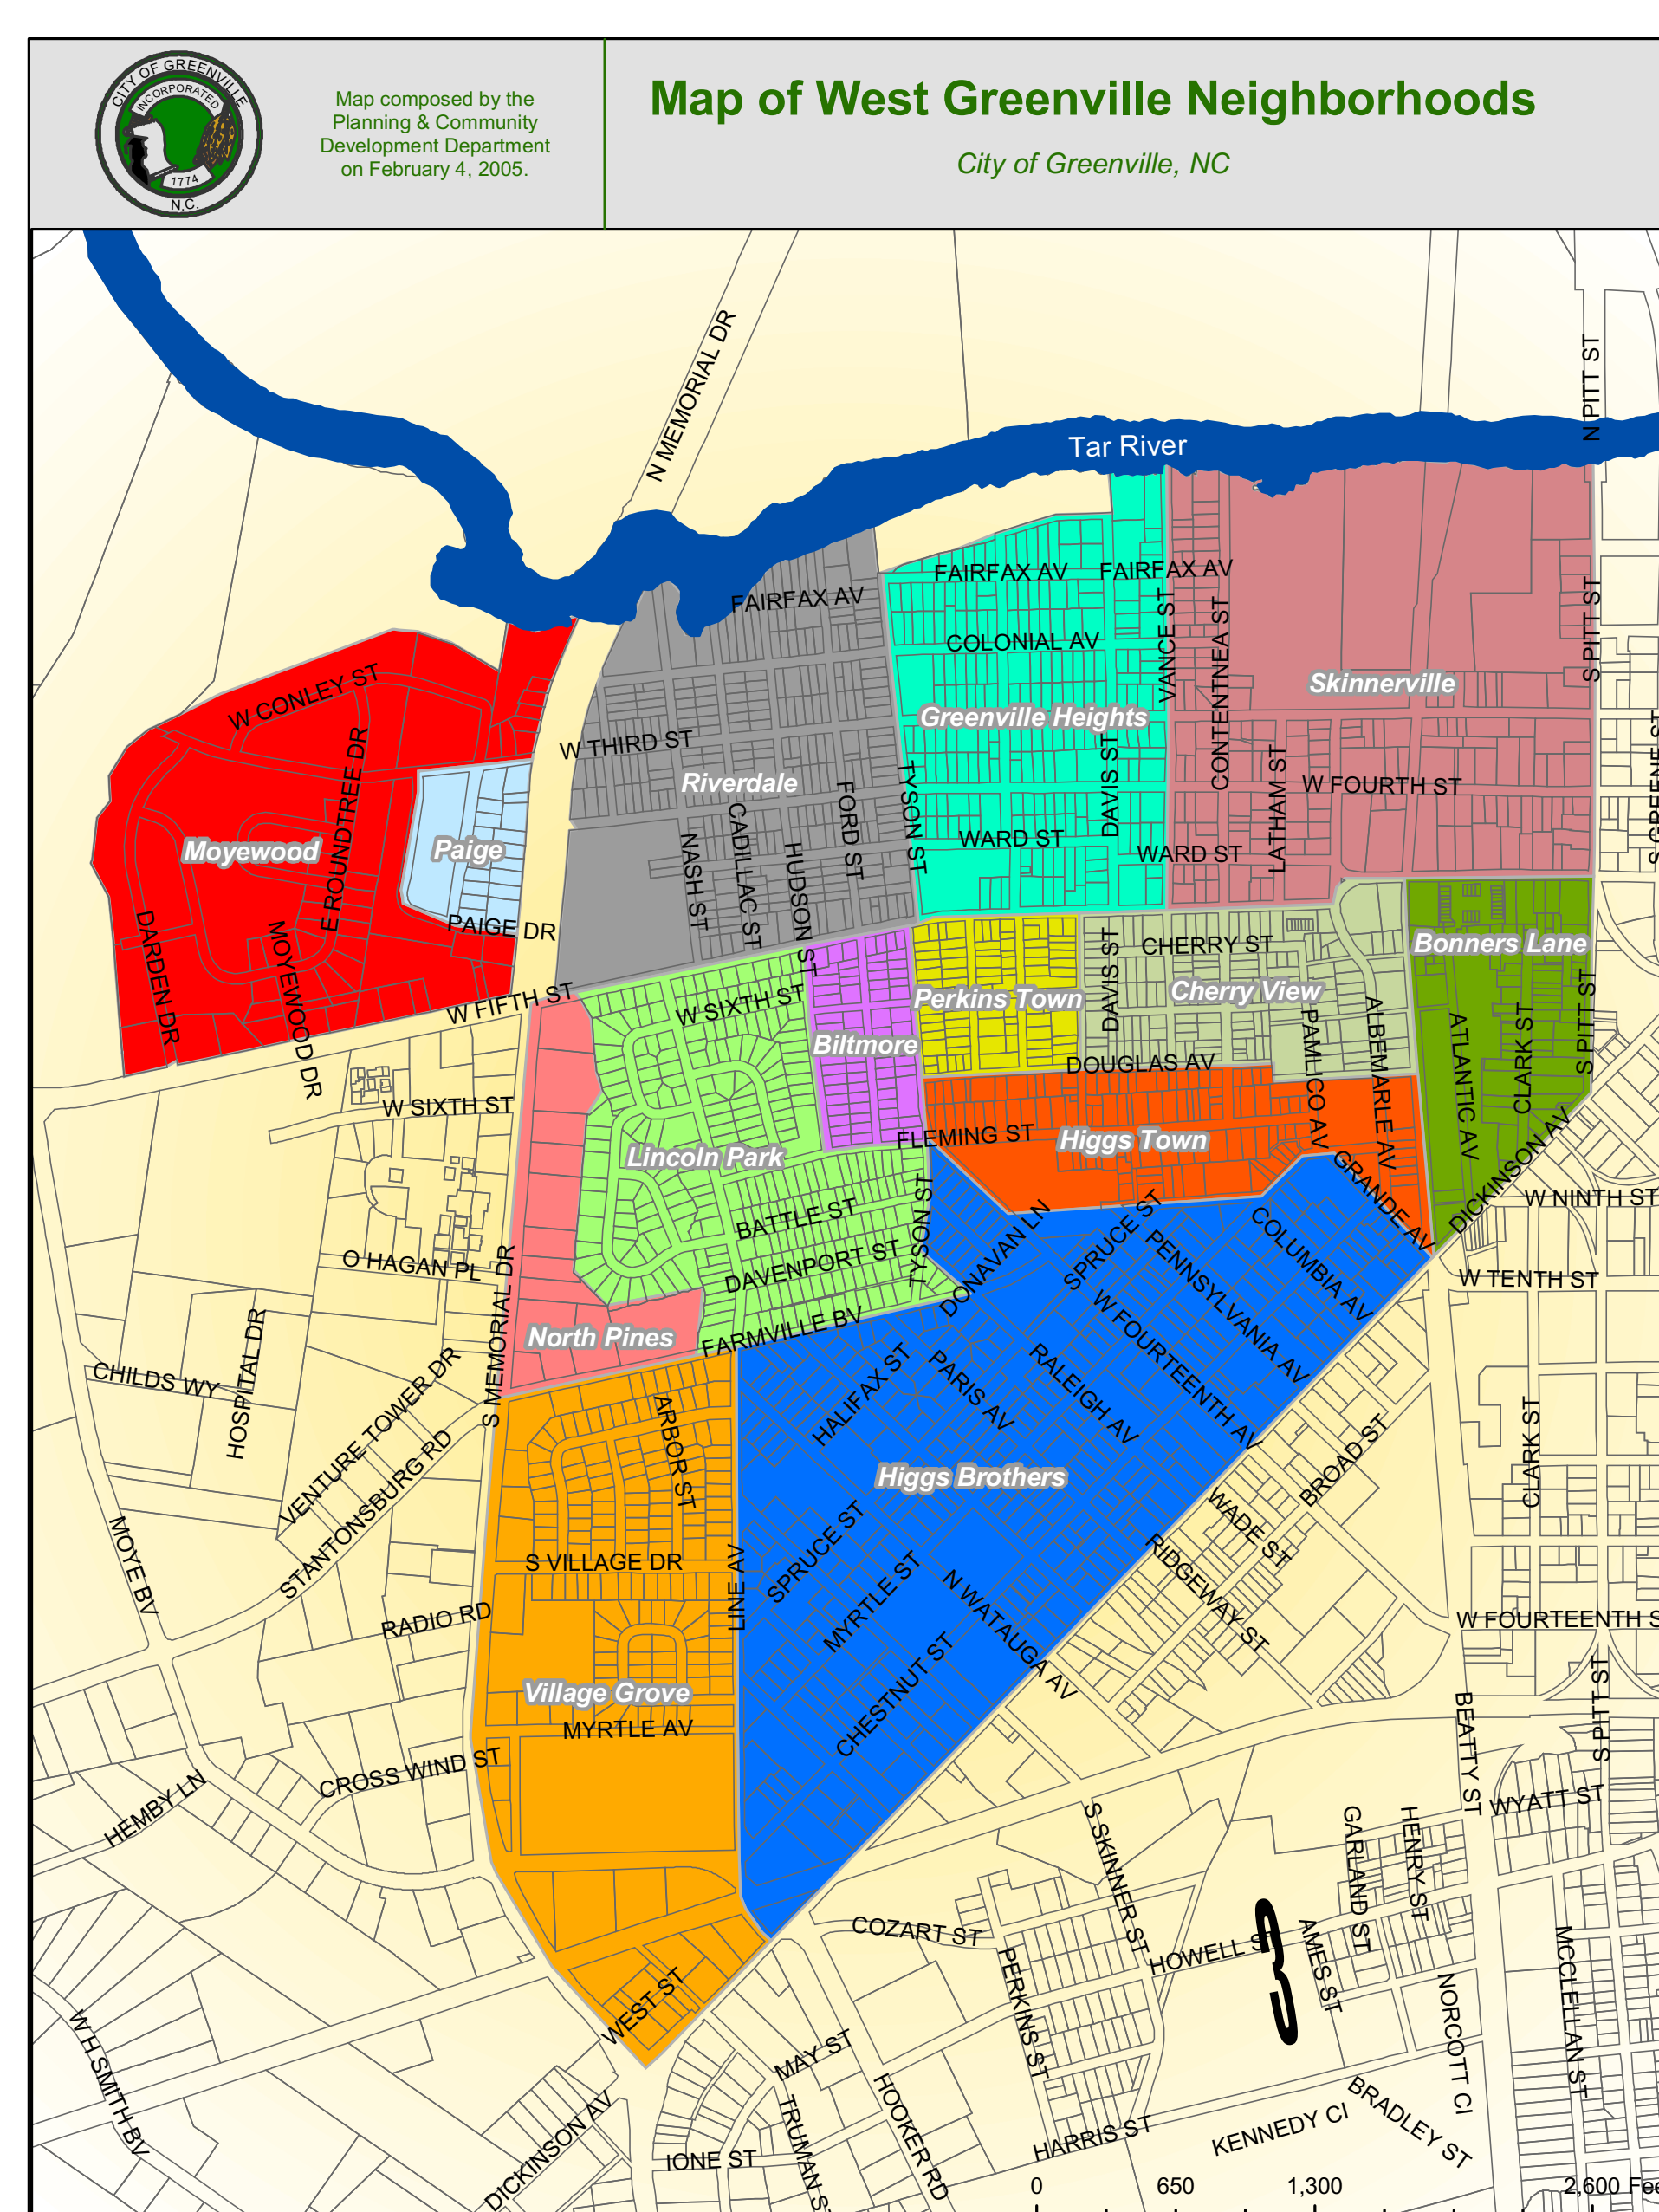 CITY OF GREENVILLE
INCORPORATED
1774
N.C.
Map composed by the
Planning & Community
Development Department
on February 4, 2005.
Map of West Greenville Neighborhoods
City of Greenville, NC
N MEMORIAL DR
N PITT ST
Tar River
FAIRFAX AV
FAIRFAX AV
FAIRFAX AV
COLONIAL AV
VANCE ST
CONTENTNEA ST
S PITT ST
W CONLEY ST
Skinnerville
Greenville Heights
W THIRD ST
Riverdale
E ROUNDTREE DR
TYSON ST
DAVIS ST
LATHAM ST
W FOURTH ST
S GREENE ST
FORD ST
CADILLAC ST
NASH ST
HUDSON ST
WARD ST
WARD ST
Moyewood
Paige
PAIGE DR
DARDEN DR
MOYEWOOD DR
W FIFTH ST
W SIXTH ST
CHERRY ST
DAVIS ST
Bonners Lane
Perkins Town
Cherry View
Biltmore
PAMLICO AV
ALBEMARLE AV
ATLANTIC AV
CLARK ST
S PITT ST
DOUGLAS AV
W SIXTH ST
FLEMING ST
Higgs Town
Lincoln Park
GRANDE AV
DICKINSON AV
W NINTH ST
BATTLE ST
TYSON ST
DONAVAN LN
SPRUCE ST
PENNSYLVANIA AV
COLUMBIA AV
O HAGAN PL
DAVENPORT ST
W TENTH ST
S MEMORIAL DR
North Pines
FARMVILLE BV
W FOURTEENTH AV
CHILDS WY
HOSPITAL DR
VENTURE TOWER DR
STANTONSBURG RD
ARBOR ST
HALIFAX ST
PARIS AV
RALEIGH AV
Higgs Brothers
BROAD ST
CLARK ST
WADE ST
RIDGEWAY ST
MOYE BV
S VILLAGE DR
LINE AV
SPRUCE ST
MYRTLE ST
N WATAUGA AV
CHESTNUT ST
RADIO RD
W FOURTEENTH S
S PITT ST
Village Grove
MYRTLE AV
BEATTY ST
CROSS WIND ST
HEMBY LN
WYATT ST
S SKINNER ST
GARLAND ST
HENRY ST
COZART ST
HOWELL ST
AMES ST
PERKINS ST
MCCLELLAN ST
NORCOTT CI
WEST ST
W H SMITH BV
MAY ST
HOOKER RD
TRUMAN ST
DICKINSON AV
IONE ST
HARRIS ST
KENNEDY CI
BRADLEY ST
0 650 1,300 2,600 Fee